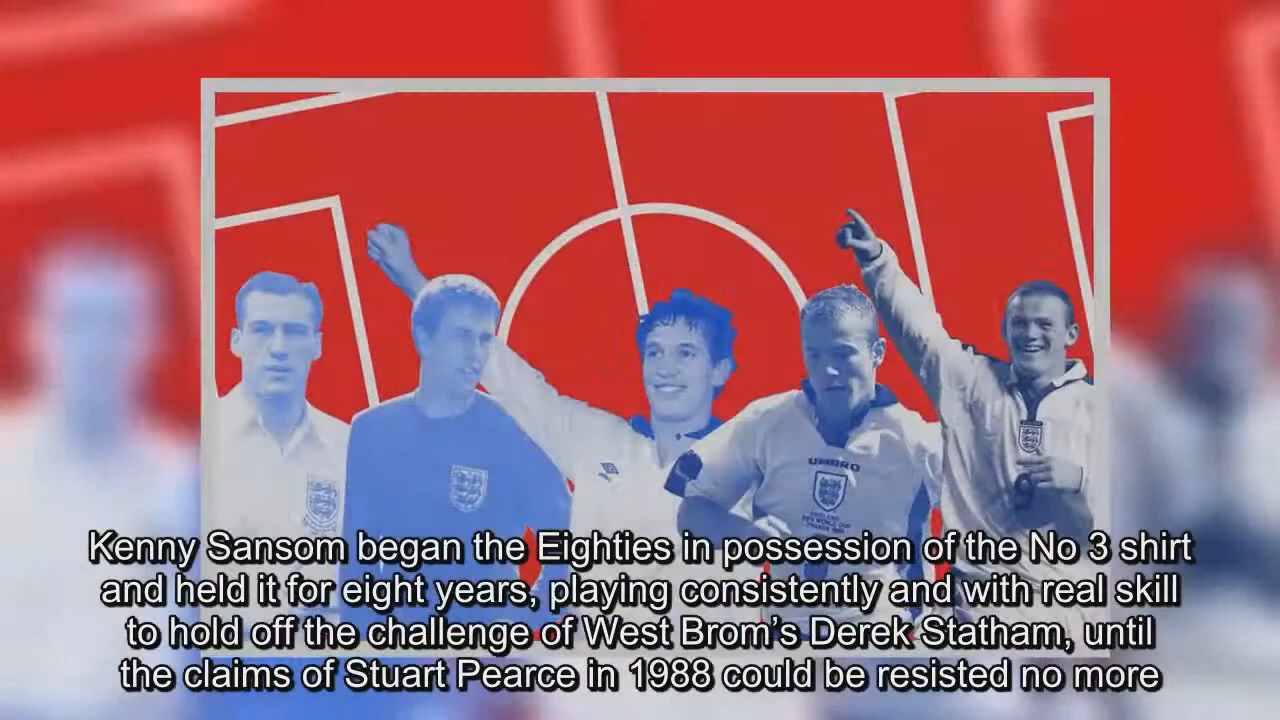 UMBRO
Kenny Sansom began the Eighties in possession of the No 3 shirt
and held it for eight years, playing consistently and with real skill
to hold off the challenge of West Brom’s Derek Statham, until
the claims of Stuart Pearce in 1988 could be resisted no more